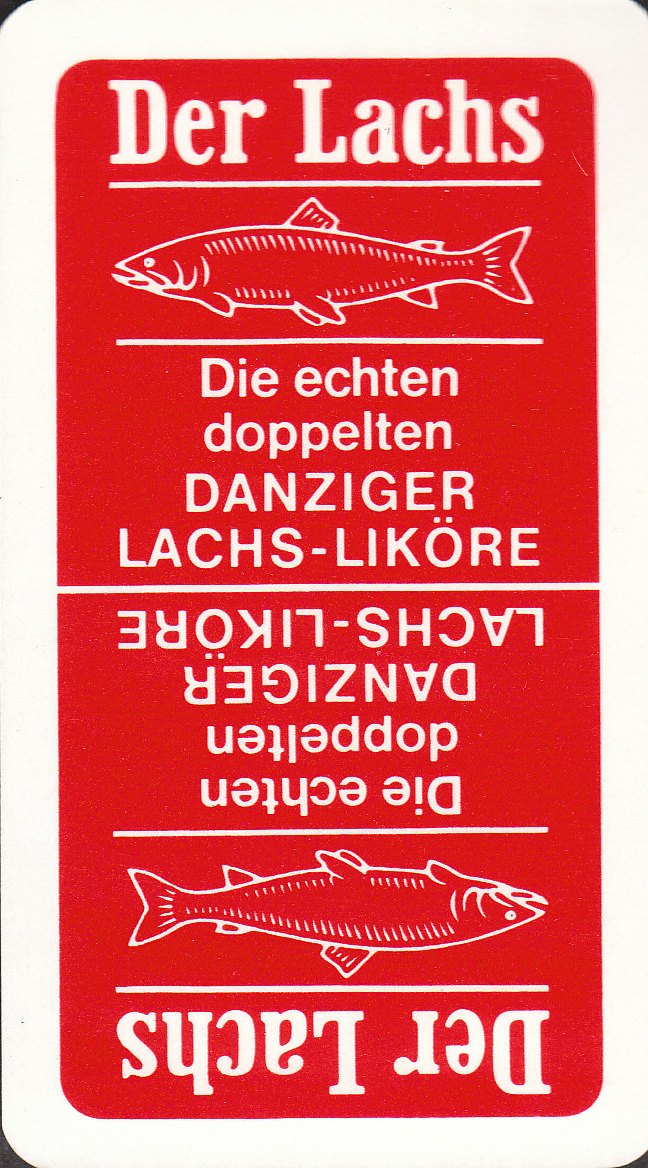 Der Lachs
Die echten
doppelten
DANZIGER
LACHS-LIKÖRE
Der Lachs
Die echten
doppelten
DANZIGER
LACHS-LIKÖRE